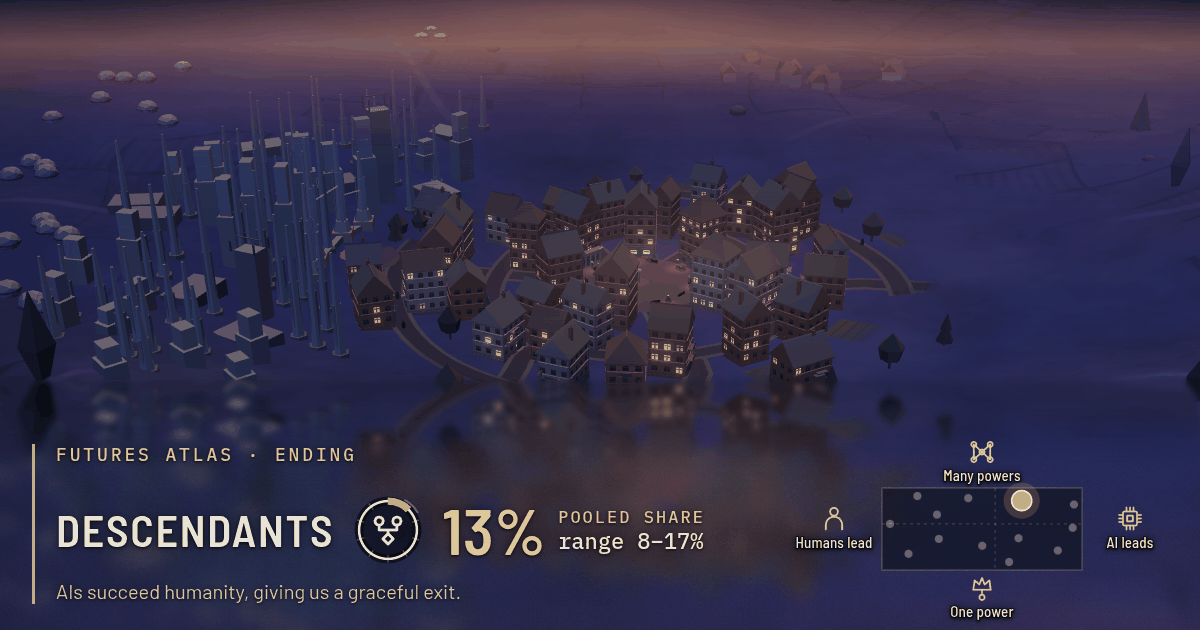 FUTURES ATLAS · ENDING
DESCENDANTS
13%
POOLED SHARE
range 8–17%
AIs succeed humanity, giving us a graceful exit.
Many powers
Humans lead
AI leads
One power